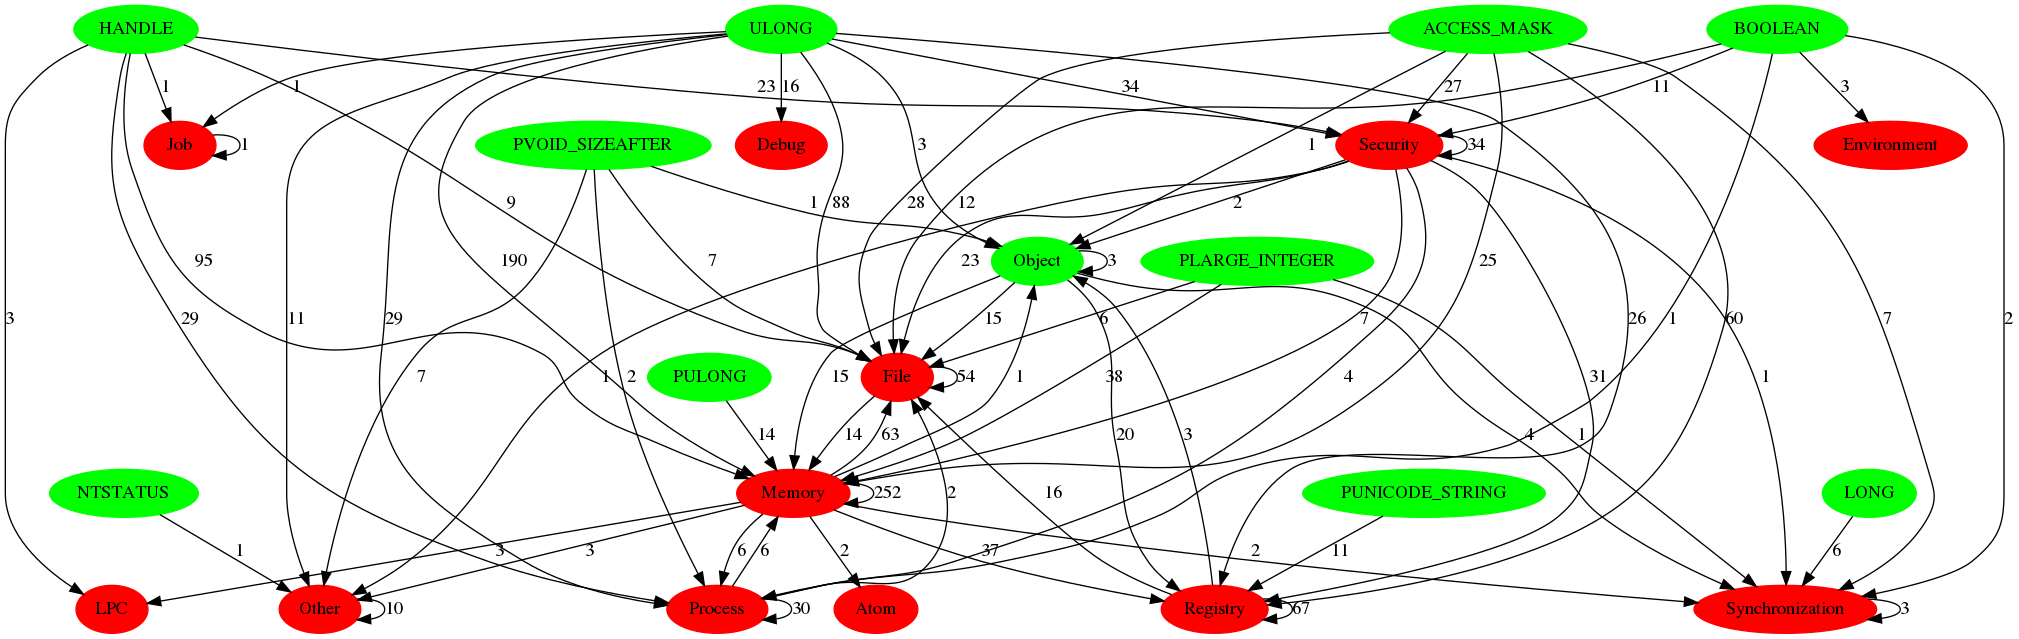 HANDLE ULONG ACCESS_MASK BOOLEAN
1 1 23 16 34 27 11 3
Job 1 PVOID_SIZEAFTER Debug Security 34 Environment
9 1 88 3 28 12 1 2
95 190 7 Object 3 23 PLARGE_INTEGER 25
3 29 11 29 15 6 7 26 60 1 7 2
7 1 2 PULONG 15 File 54 1 38 4 31 1
14 14 63 20 3 4 1
NTSTATUS Memory 252 2 16 PUNICODE_STRING LONG
1 3 3 6 6 2 37 2 11 6
LPC Other 10 Process 30 Atom Registry 67 Synchronization 3